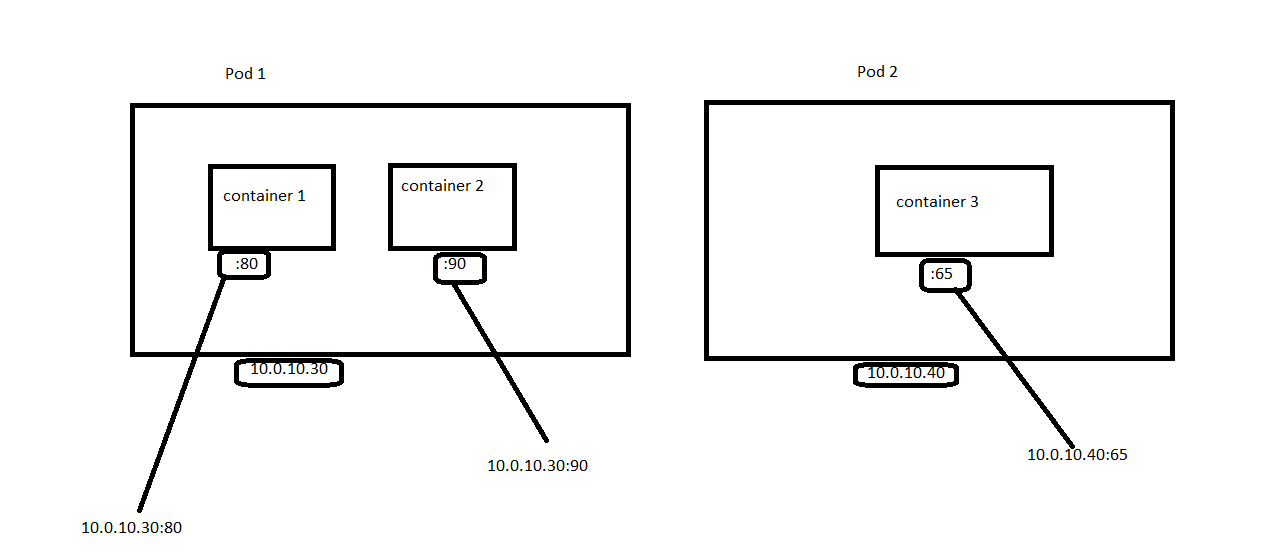 Pod 1
Pod 2
container 1
container 2
container 3
:80
:90
:65
10.0.10.30
10.0.10.40
10.0.10.30:90
10.0.10.40:65
10.0.10.30:80